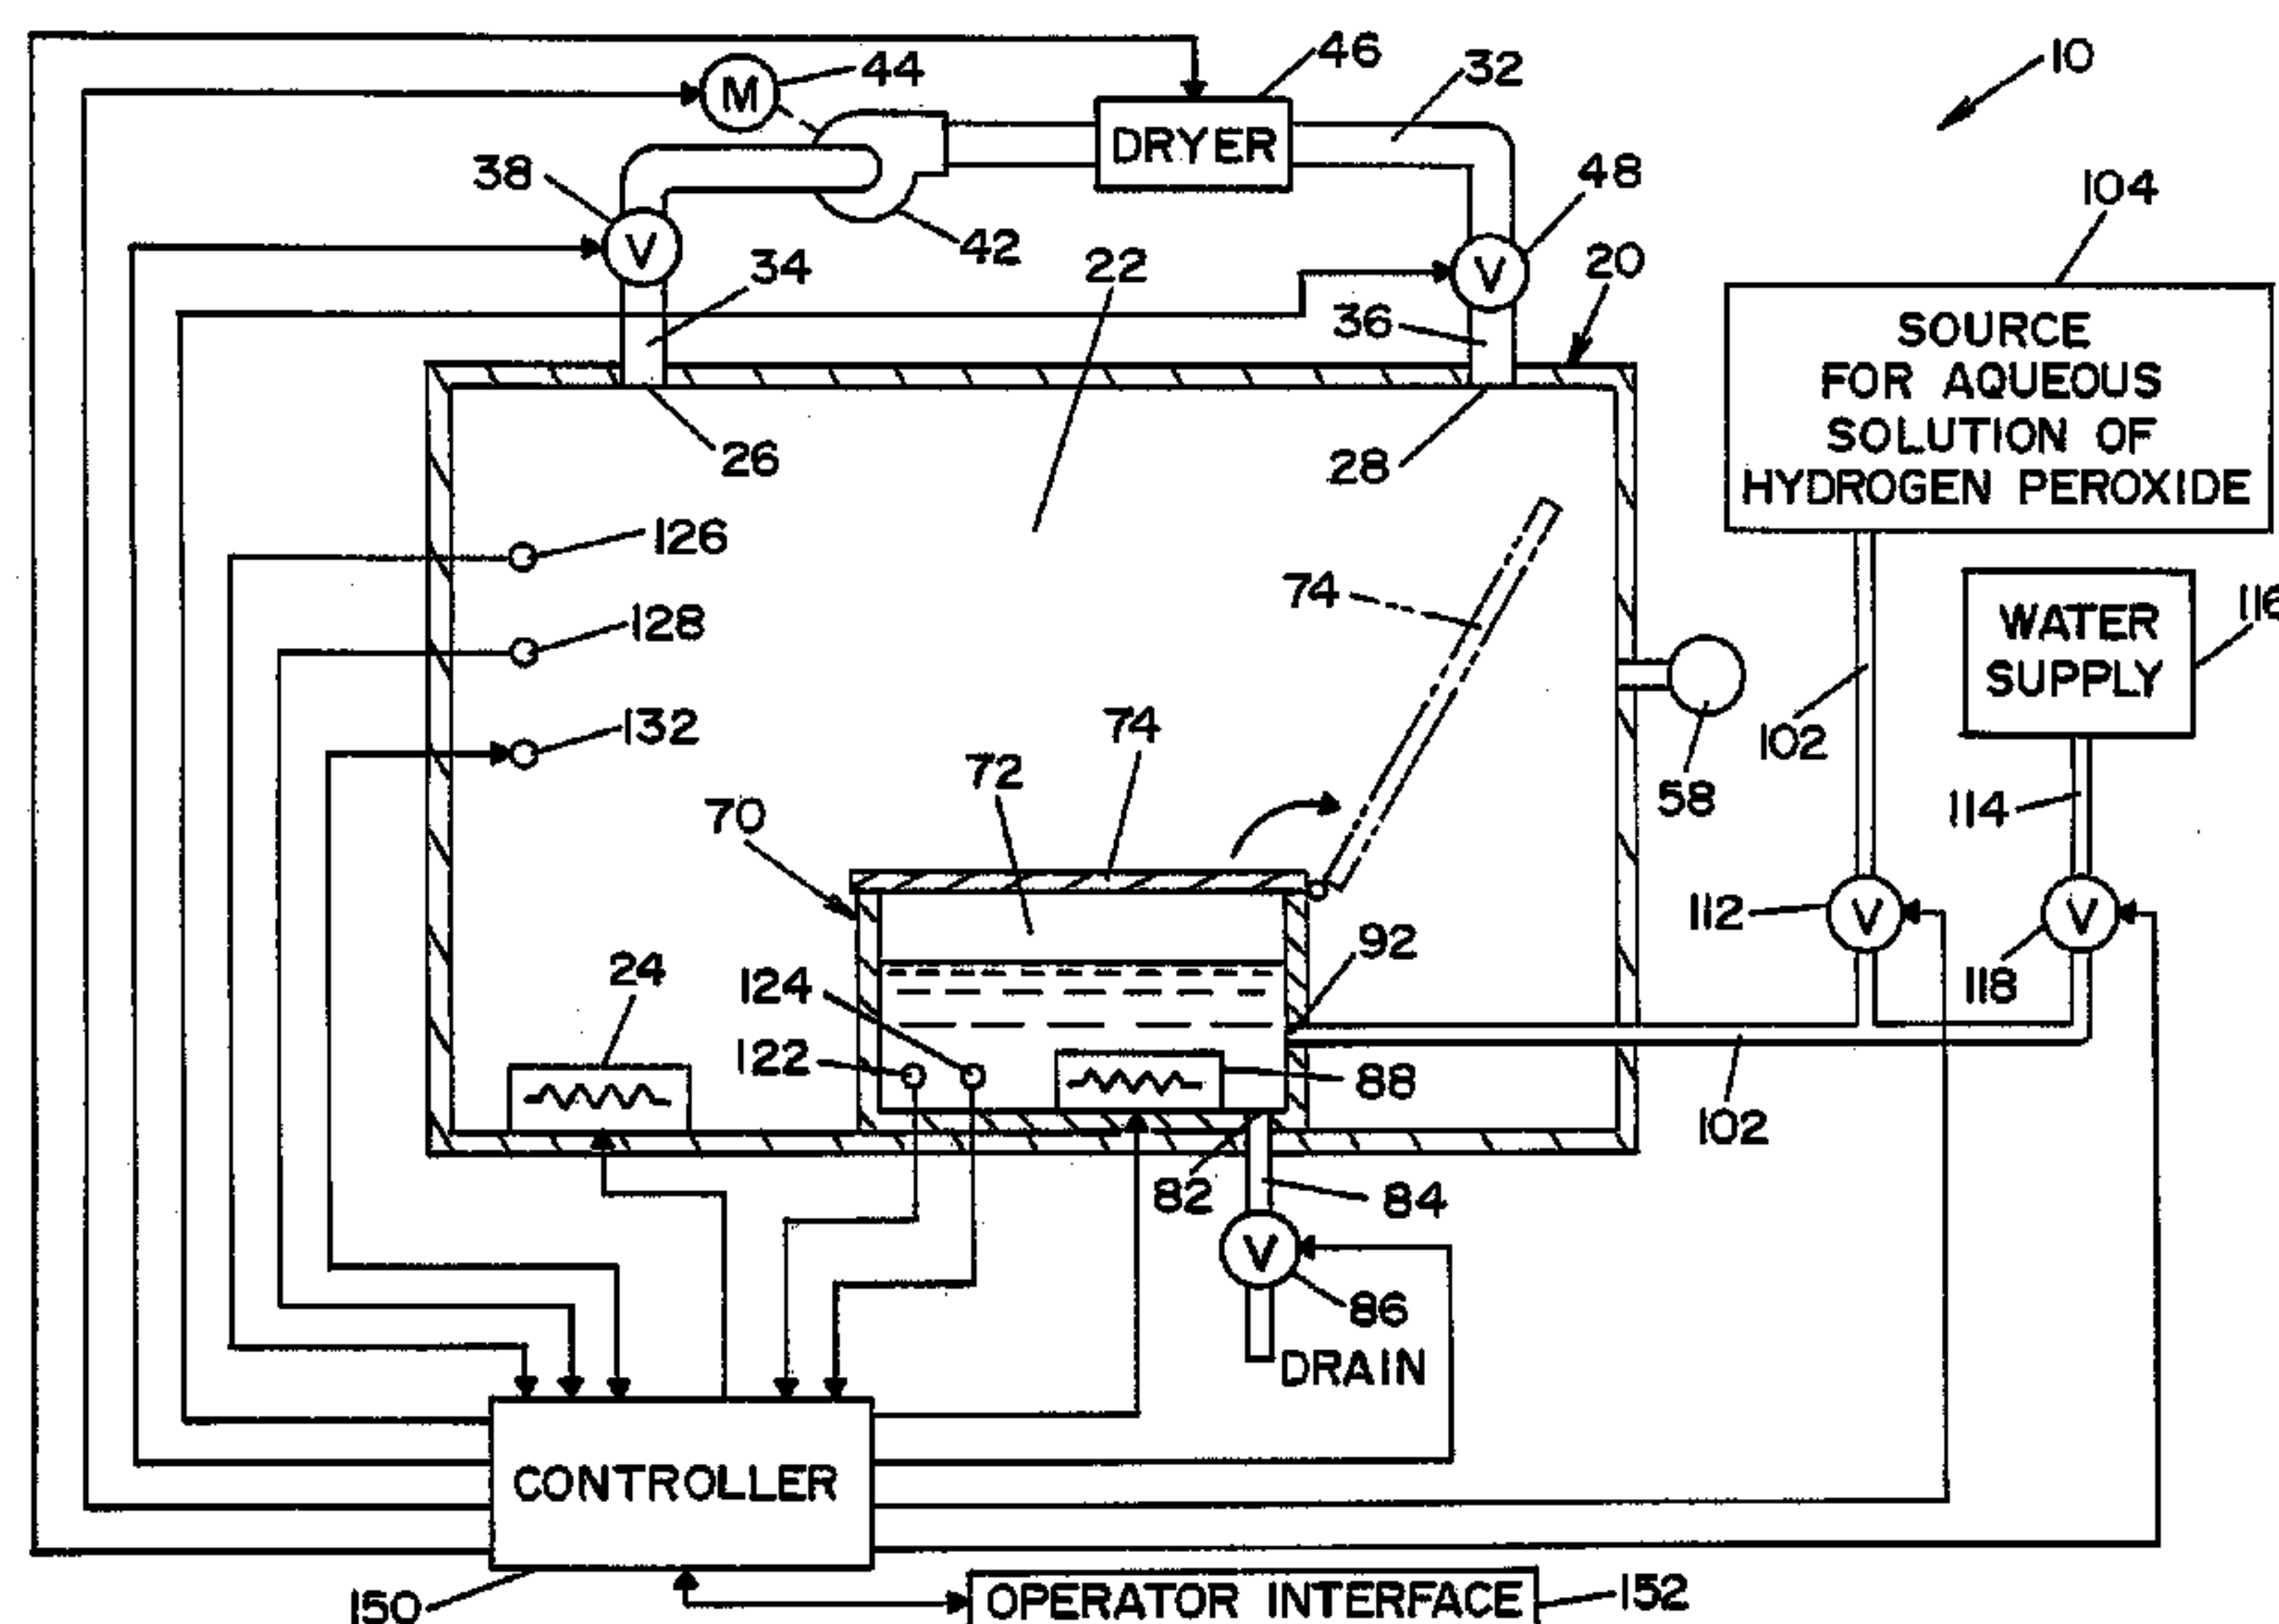 10
46
32
44
M
DRYER
38
48
V
42
34
22
20
104
V
36
SOURCE
FOR AQUEOUS
SOLUTION OF
HYDROGEN PEROXIDE
26
28
126
74
128
WATER
SUPPLY
116
132
74
102
72
58
70
114
112
V
V
92
24
124
118
122
88
102
82
84
V
86
DRAIN
CONTROLLER
150
OPERATOR INTERFACE
152